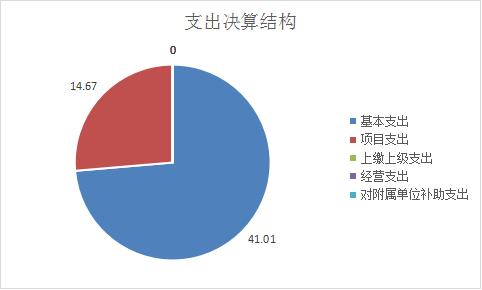 支出决算结构
0
14.67
41.01
基本支出
项目支出
上缴上级支出
经营支出
对附属单位补助支出